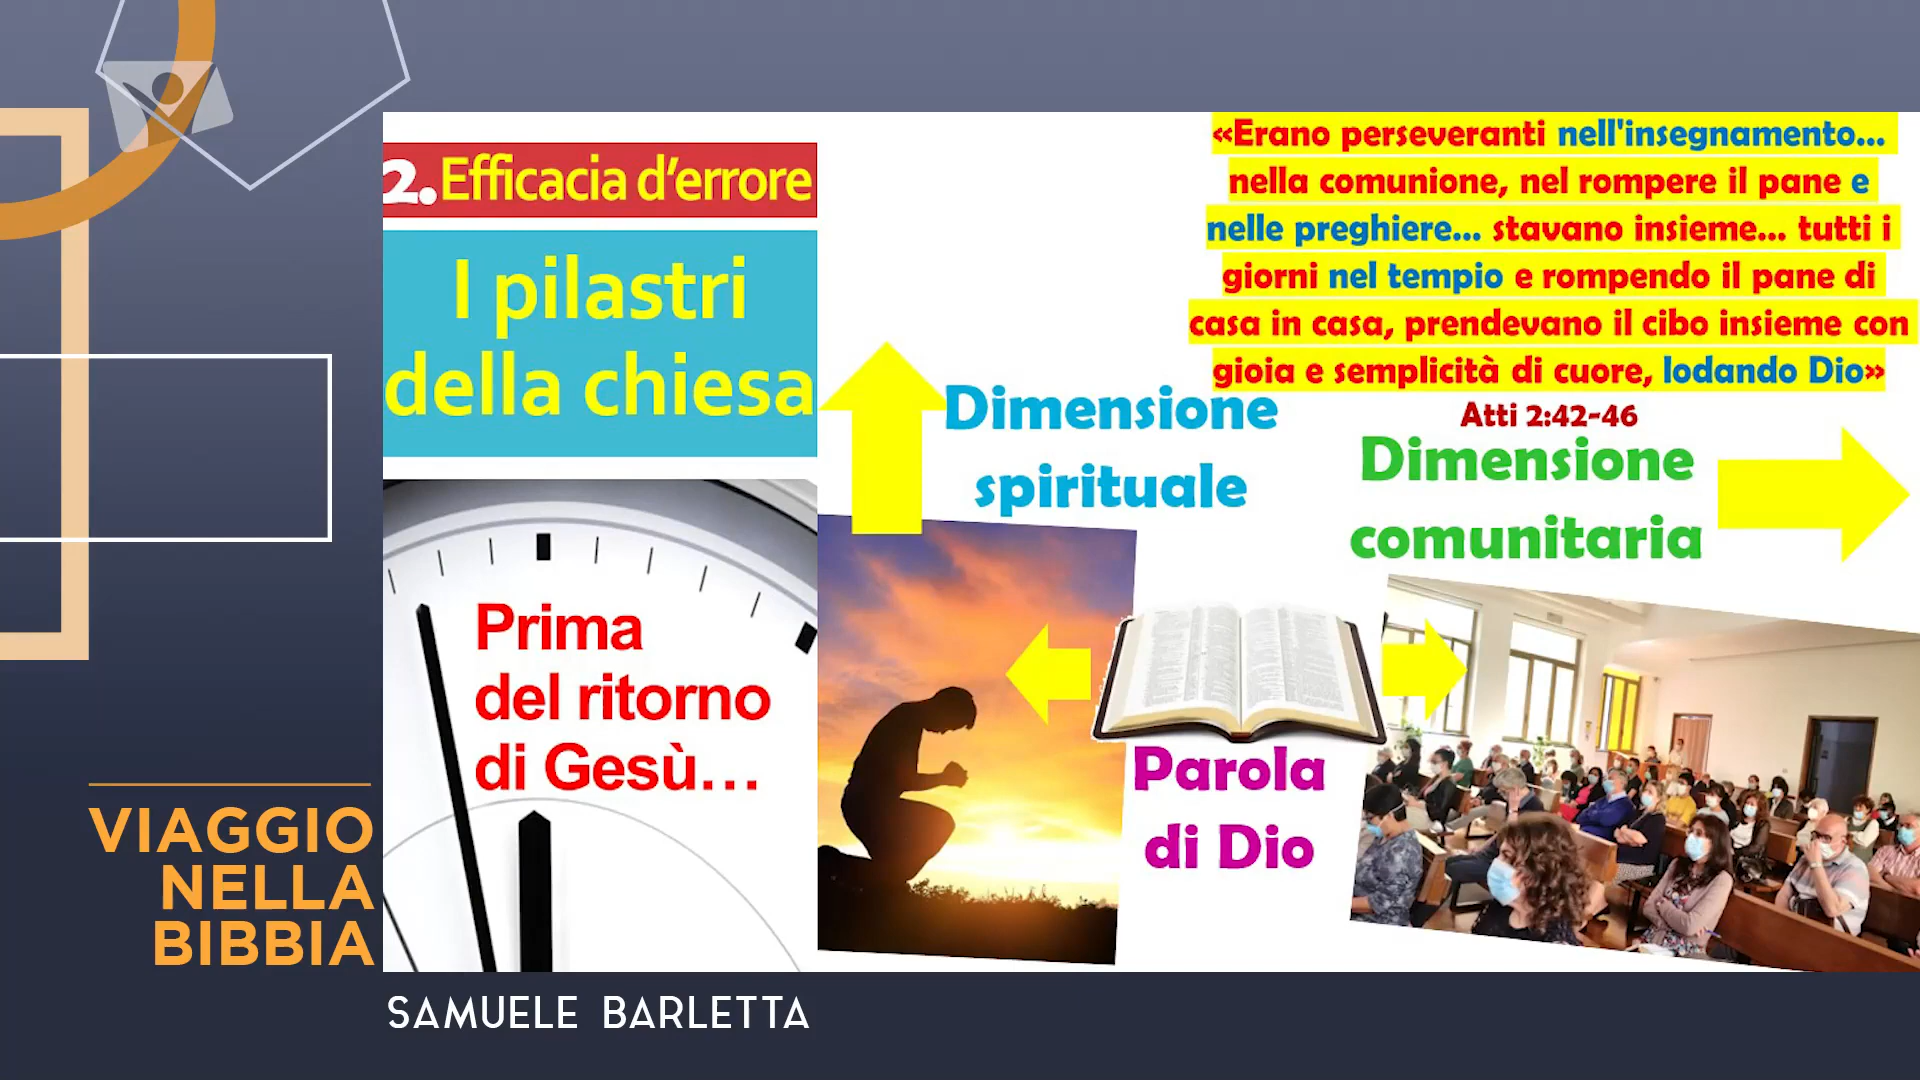 2. Efficacia d'errore
I pilastri
della chiesa
Prima
del ritorno
di Gesù...
«Erano perseveranti nell'insegnamento...
nella comunione, nel rompere il pane e
nelle preghiere... stavano insieme... tutti i
giorni nel tempio e rompendo il pane di
casa in casa, prendevano il cibo insieme con
gioia e semplicità di cuore, lodando Dio»
Atti 2:42-46
Dimensione
spirituale
Dimensione
comunitaria
Parola
di Dio
VIAGGIO
NELLA
BIBBIA
SAMUELE BARLETTA